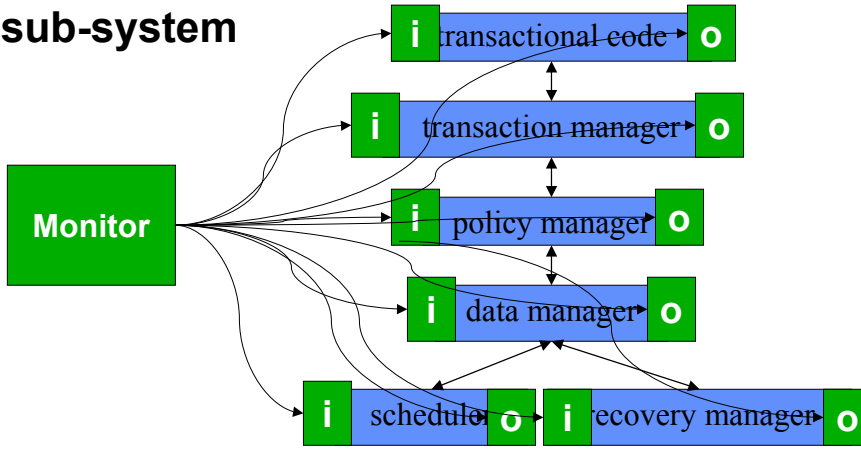 sub-system
i transactional code o
i transaction manager o
Monitor
i policy manager o
i data manager o
i scheduler o i recovery manager o